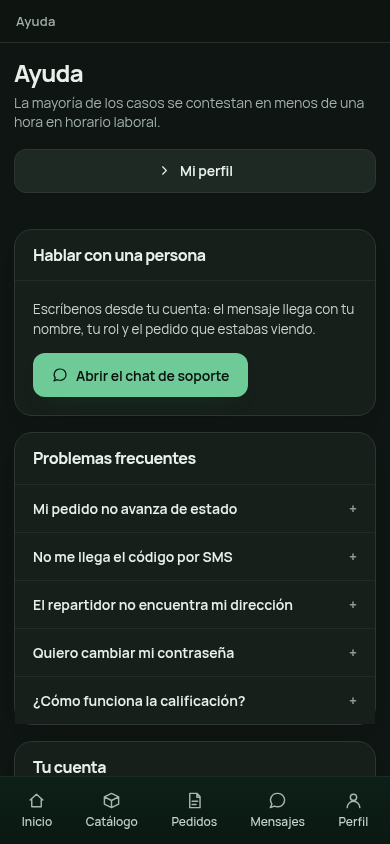 Ayuda
Ayuda
La mayoría de los casos se contestan en menos de una
hora en horario laboral.
Mi perfil
Hablar con una persona
Escríbenos desde tu cuenta: el mensaje llega con tu
nombre, tu rol y el pedido que estabas viendo.
Abrir el chat de soporte
Problemas frecuentes
Mi pedido no avanza de estado +
No me llega el código por SMS +
El repartidor no encuentra mi dirección +
Quiero cambiar mi contraseña +
¿Cómo funciona la calificación? +
Tu cuenta
Inicio Catálogo Pedidos Mensajes Perfil